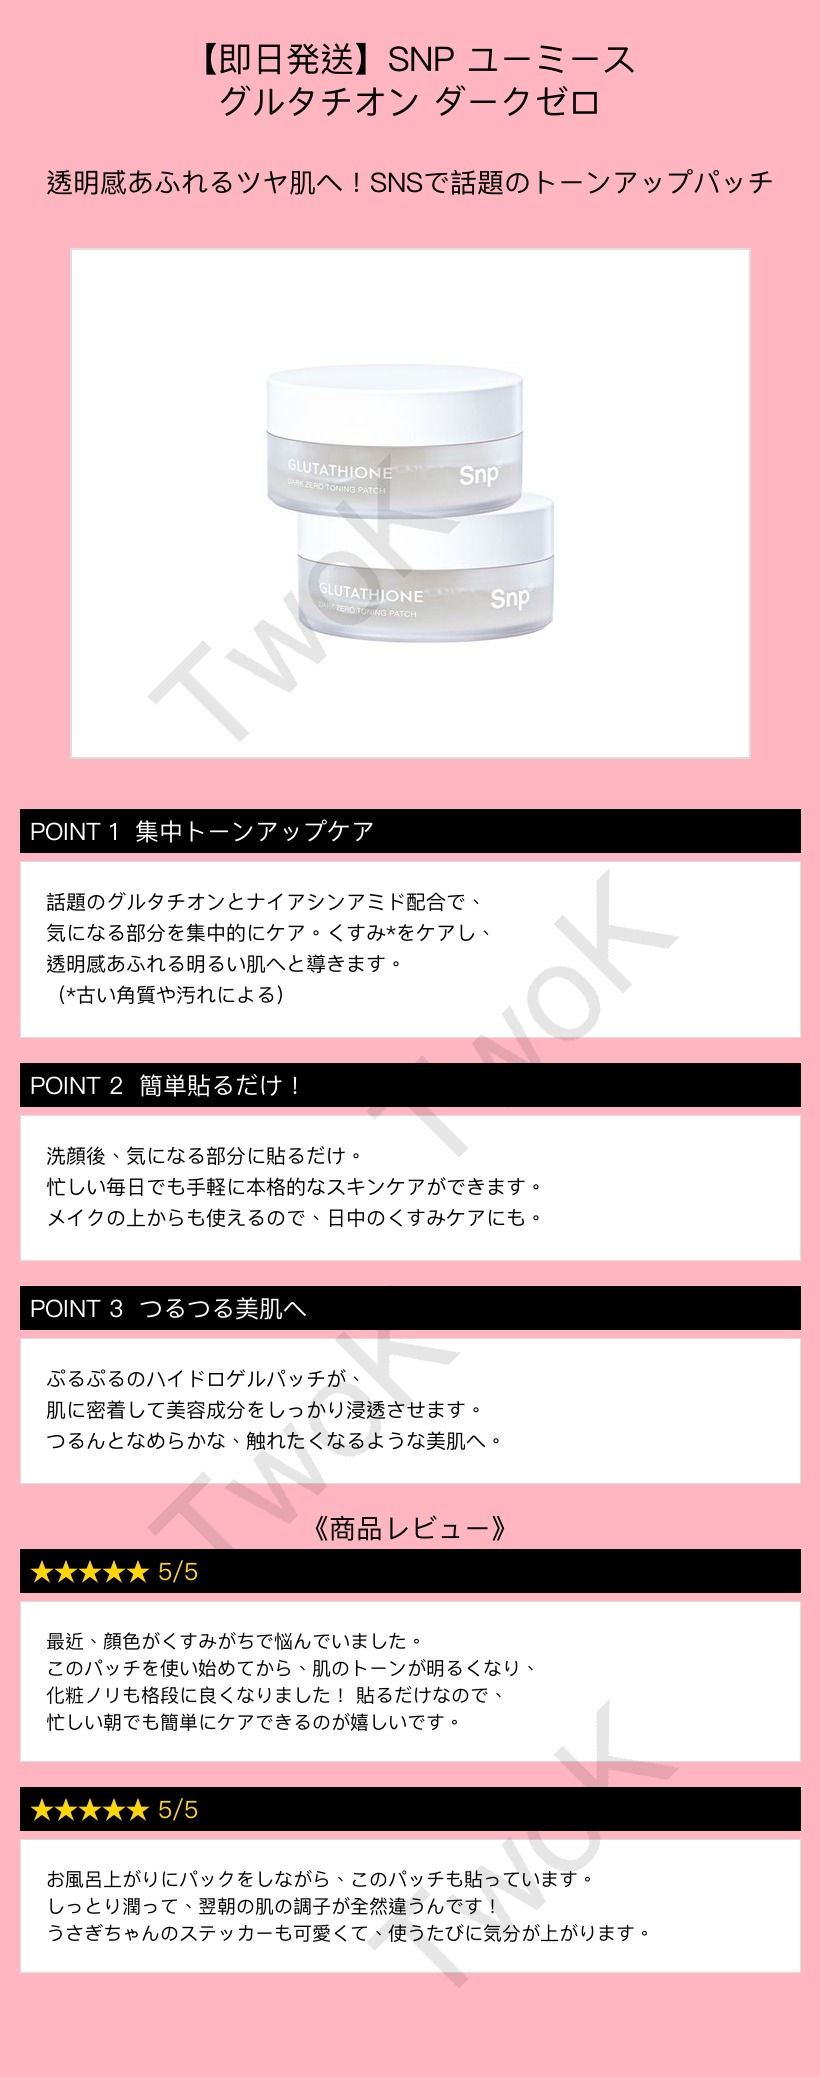 【即日発送】SNP ユーミース
グルタチオン ダークゼロ
透明感あふれるツヤ肌へ！SNSで話題のトーンアップパッチ
GLUTATHIONE
DARK ZERO TONING PATCH
Snp
GLUTATHIONE
DARK ZERO TONING PATCH
Snp
TwoK
POINT 1 集中トーンアップケア
話題のグルタチオンとナイアシンアミド配合で、
気になる部分を集中的にケア。くすみ*をケアし、
透明感あふれる明るい肌へと導きます。
（*古い角質や汚れによる）
TwoK
POINT 2 簡単貼るだけ！
洗顔後、気になる部分に貼るだけ。
忙しい毎日でも手軽に本格的なスキンケアができます。
メイクの上からも使えるので、日中のくすみケアにも。
POINT 3 つるつる美肌へ
ぷるぷるのハイドロゲルパッチが、
肌に密着して美容成分をしっかり浸透させます。
つるんとなめらかな、触れたくなるような美肌へ。
TwoK
《商品レビュー》
★★★★★ 5/5
最近、顔色がくすみがちで悩んでいました。
このパッチを使い始めてから、肌のトーンが明るくなり、
化粧ノリも格段に良くなりました！ 貼るだけなので、
忙しい朝でも簡単にケアできるのが嬉しいです。
★★★★★ 5/5
お風呂上がりにパックをしながら、このパッチも貼っています。
しっとり潤って、翌朝の肌の調子が全然違うんです！
うさぎちゃんのステッカーも可愛くて、使うたびに気分が上がります。
TwoK